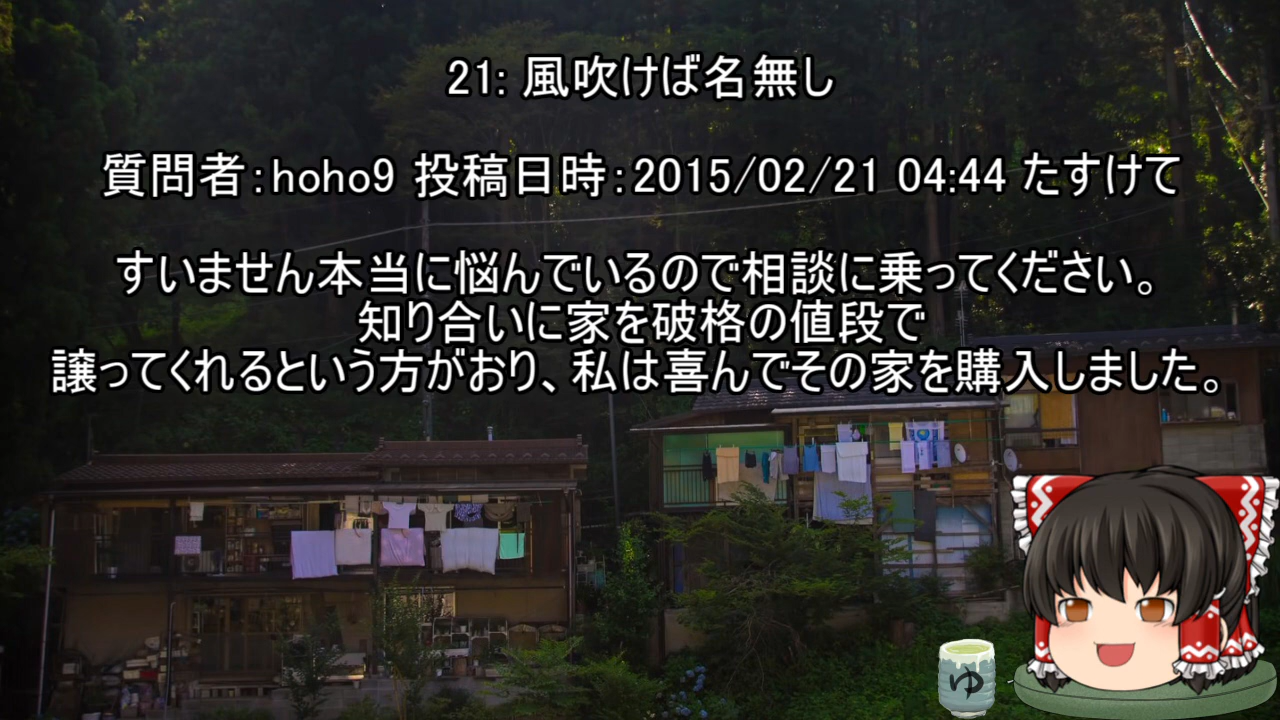 21: 風吹けば名無し
質問者：hoho9 投稿日時：2015/02/21 04:44 たすけて
すいません本当に悩んでいるので相談に乗ってください。
知り合いに家を破格の値段で
譲ってくれるという方がおり、私は喜んでその家を購入しました。
ゆ